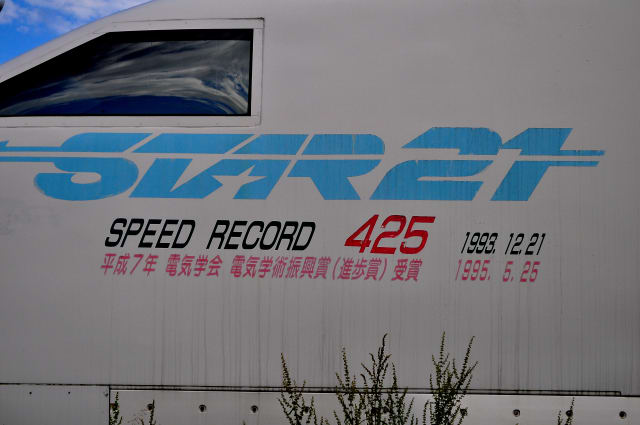 STAR21
SPEED RECORD 425 1993. 12.21
平成7年 電気学会 電気学術振興賞(進歩賞) 受賞 1995. 5.25